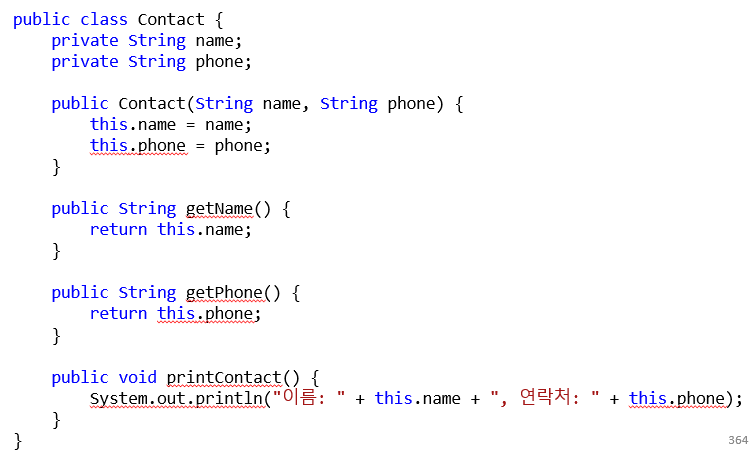 public class Contact {
    private String name;
    private String phone;

    public Contact(String name, String phone) {
        this.name = name;
        this.phone = phone;
    }

    public String getName() {
        return this.name;
    }

    public String getPhone() {
        return this.phone;
    }

    public void printContact() {
        System.out.println("이름: " + this.name + ", 연락처: " + this.phone);
    }
}
364